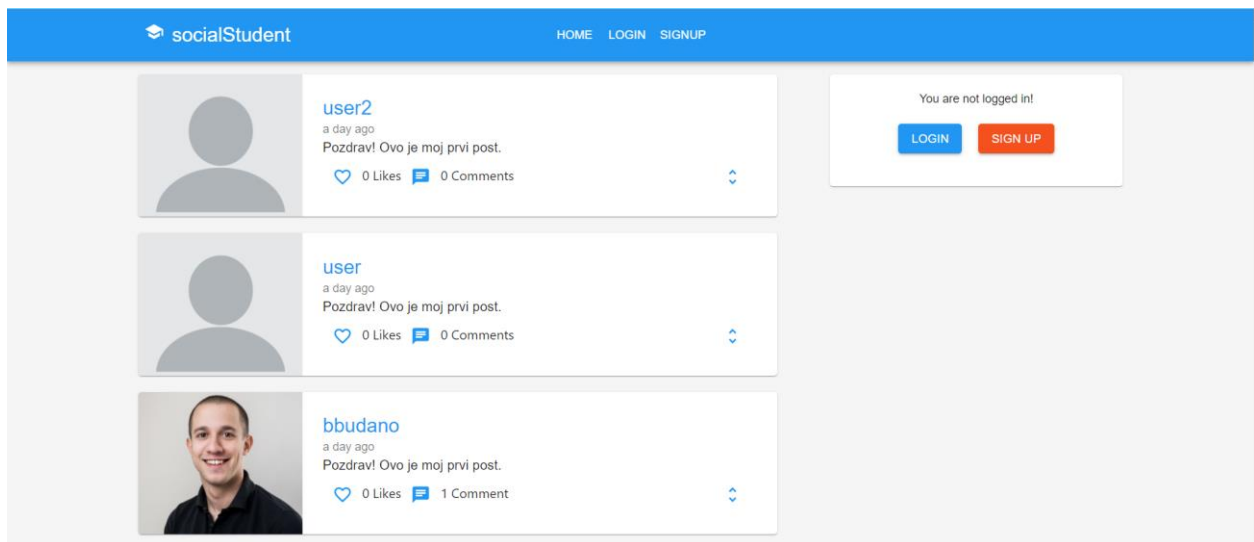 socialStudent
HOME LOGIN SIGNUP
user2
a day ago
Pozdrav! Ovo je moj prvi post.
0 Likes 0 Comments
user
a day ago
Pozdrav! Ovo je moj prvi post.
0 Likes 0 Comments
bbudano
a day ago
Pozdrav! Ovo je moj prvi post.
0 Likes 1 Comment
You are not logged in!
LOGIN SIGN UP